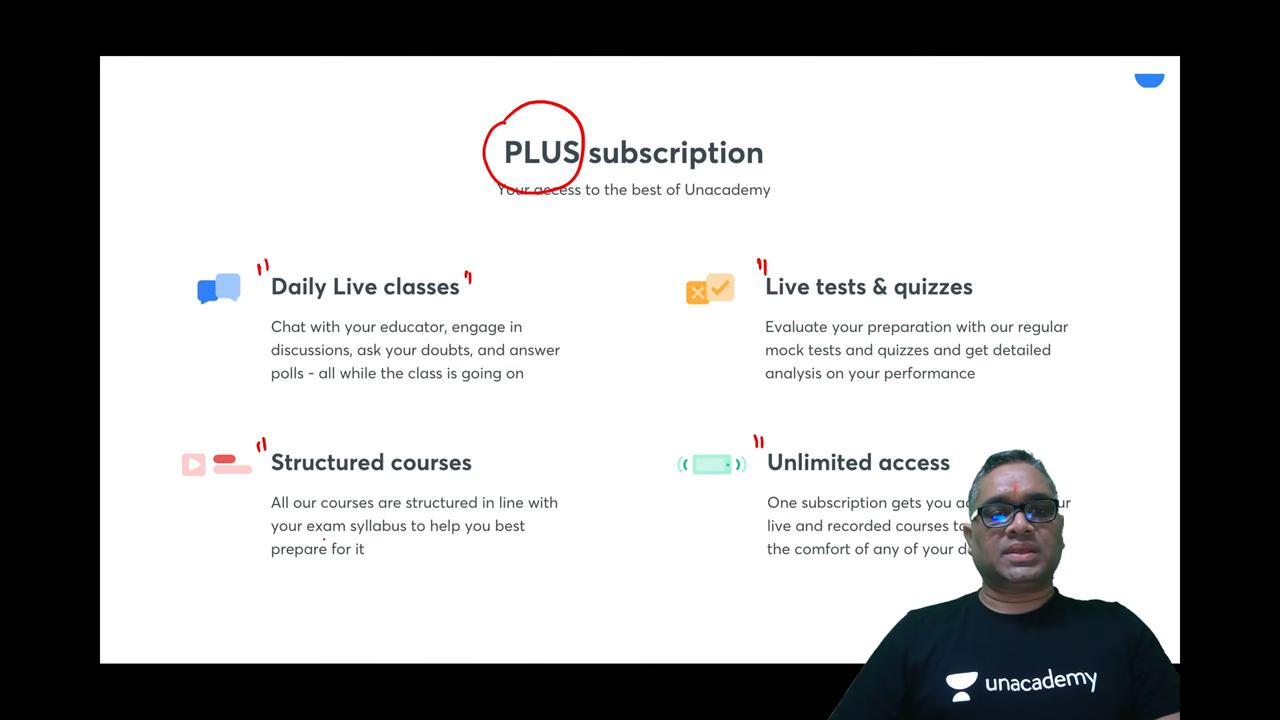 PLUS subscription
Your access to the best of Unacademy
Daily Live classes
Chat with your educator, engage in
discussions, ask your doubts, and answer
polls - all while the class is going on
Live tests & quizzes
Evaluate your preparation with our regular
mock tests and quizzes and get detailed
analysis on your performance
Structured courses
All our courses are structured in line with
your exam syllabus to help you best
prepare for it
Unlimited access
One subscription gets you
live and recorded courses
the comfort of any of your
unacademy